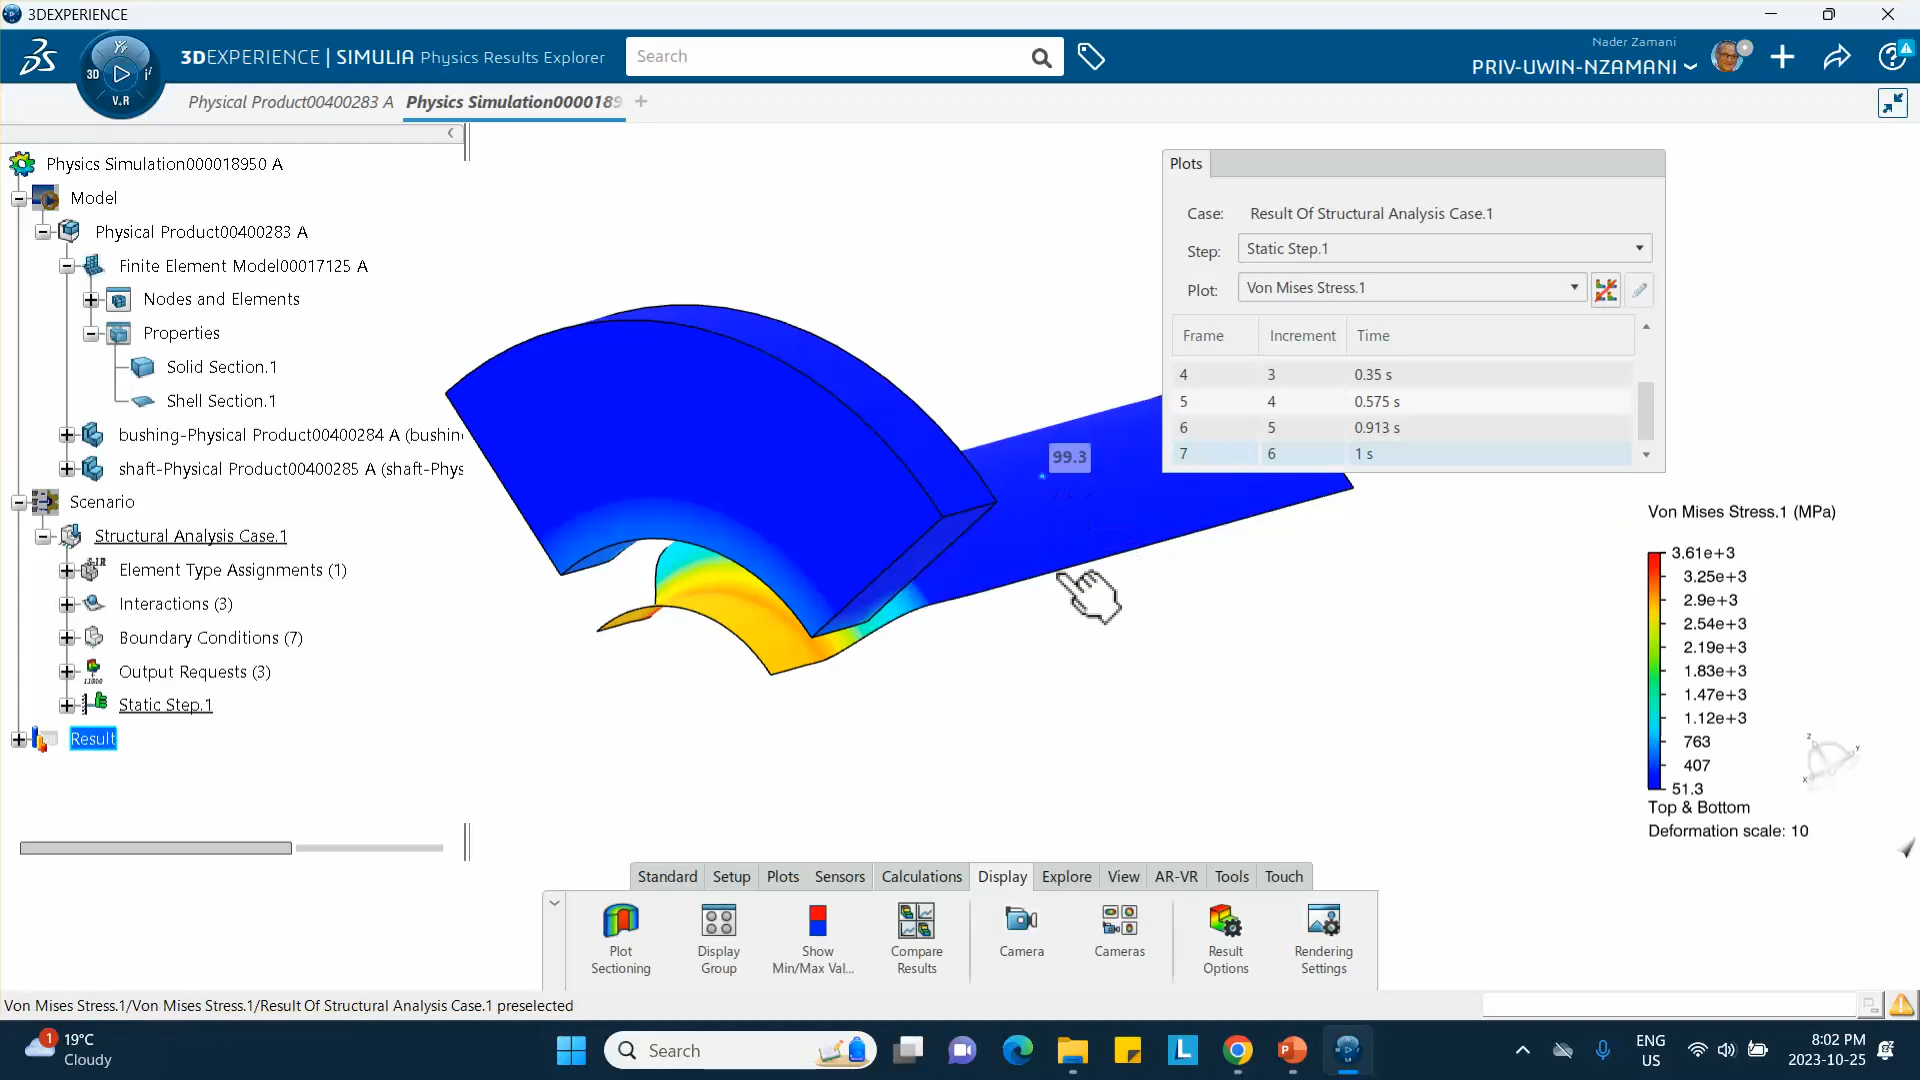 3DEXPERIENCE
3DEXPERIENCE | SIMULIA Physics Results Explorer
Search
Nader Zamani
PRIV-UWIN-NZAMANI
3D
V.R
Physical Product00400283 A
Physics Simulation0000189
Physics Simulation000018950 A
Model
Physical Product00400283 A
Finite Element Model00017125 A
Nodes and Elements
Properties
Solid Section.1
Shell Section.1
bushing-Physical Product00400284 A (bushin
shaft-Physical Product00400285 A (shaft-Phys
Scenario
Structural Analysis Case.1
Element Type Assignments (1)
Interactions (3)
Boundary Conditions (7)
Output Requests (3)
Static Step.1
Result
Plots
Case: Result Of Structural Analysis Case.1
Step: Static Step.1
Plot: Von Mises Stress.1
Frame Increment Time
4 3 0.35 s
5 4 0.575 s
6 5 0.913 s
7 6 1 s
99.3
Von Mises Stress.1 (MPa)
3.61e+3
3.25e+3
2.9e+3
2.54e+3
2.19e+3
1.83e+3
1.47e+3
1.12e+3
763
407
51.3
Top & Bottom
Deformation scale: 10
z
y
x
Standard Setup Plots Sensors Calculations Display Explore View AR-VR Tools Touch
Plot Sectioning
Display Group
Show Min/Max Val...
Compare Results
Camera
Cameras
Result Options
Rendering Settings
Von Mises Stress.1/Von Mises Stress.1/Result Of Structural Analysis Case.1 preselected
1
19°C
Cloudy
Search
L
P
ENG
US
8:02 PM
2023-10-25